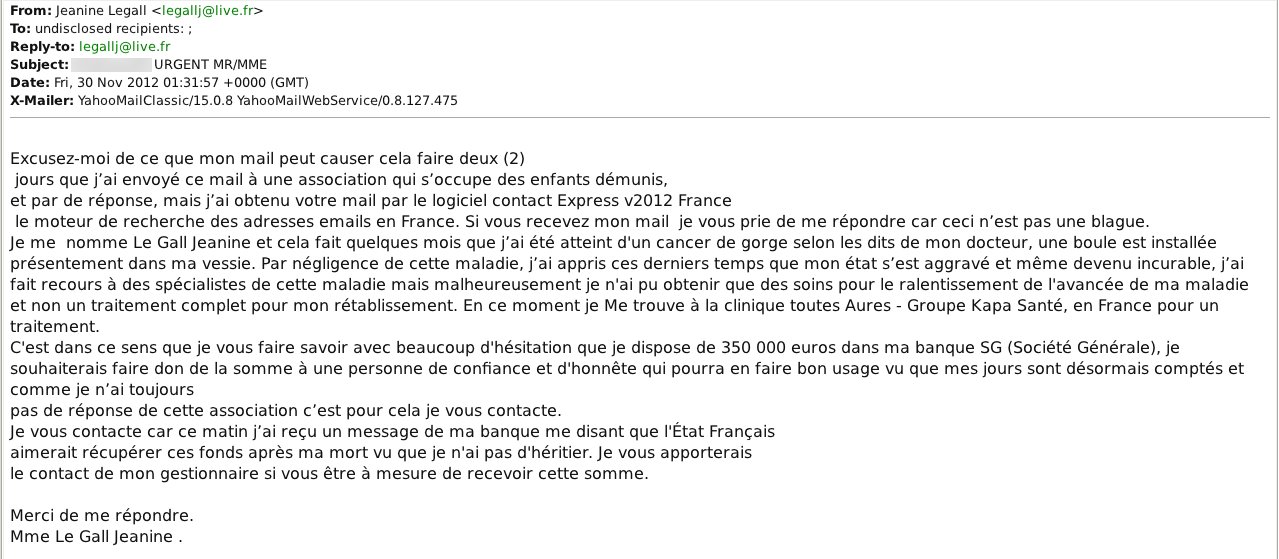 From: Jeanine Legall <legallj@live.fr>
To: undisclosed recipients: ;
Reply-to: legallj@live.fr
Subject: URGENT MR/MME
Date: Fri, 30 Nov 2012 01:31:57 +0000 (GMT)
X-Mailer: YahooMailClassic/15.0.8 YahooMailWebService/0.8.127.475
Excusez-moi de ce que mon mail peut causer cela faire deux (2)
jours que j’ai envoyé ce mail à une association qui s’occupe des enfants démunis,
et par de réponse, mais j’ai obtenu votre mail par le logiciel contact Express v2012 France
le moteur de recherche des adresses emails en France. Si vous recevez mon mail  je vous prie de me répondre car ceci n’est pas une blague.
Je me  nomme Le Gall Jeanine et cela fait quelques mois que j’ai été atteint d'un cancer de gorge selon les dits de mon docteur, une boule est installée
présentement dans ma vessie. Par négligence de cette maladie, j’ai appris ces derniers temps que mon état s’est aggravé et même devenu incurable, j’ai
fait recours à des spécialistes de cette maladie mais malheureusement je n'ai pu obtenir que des soins pour le ralentissement de l'avancée de ma maladie
et non un traitement complet pour mon rétablissement. En ce moment je Me trouve à la clinique toutes Aures - Groupe Kapa Santé, en France pour un
traitement.
C'est dans ce sens que je vous faire savoir avec beaucoup d'hésitation que je dispose de 350 000 euros dans ma banque SG (Société Générale), je
souhaiterais faire don de la somme à une personne de confiance et d'honnête qui pourra en faire bon usage vu que mes jours sont désormais comptés et
comme je n’ai toujours
pas de réponse de cette association c’est pour cela je vous contacte.
Je vous contacte car ce matin j’ai reçu un message de ma banque me disant que l'État Français
aimerait récupérer ces fonds après ma mort vu que je n'ai pas d'héritier. Je vous apporterais
le contact de mon gestionnaire si vous être à mesure de recevoir cette somme.
Merci de me répondre.
Mme Le Gall Jeanine .